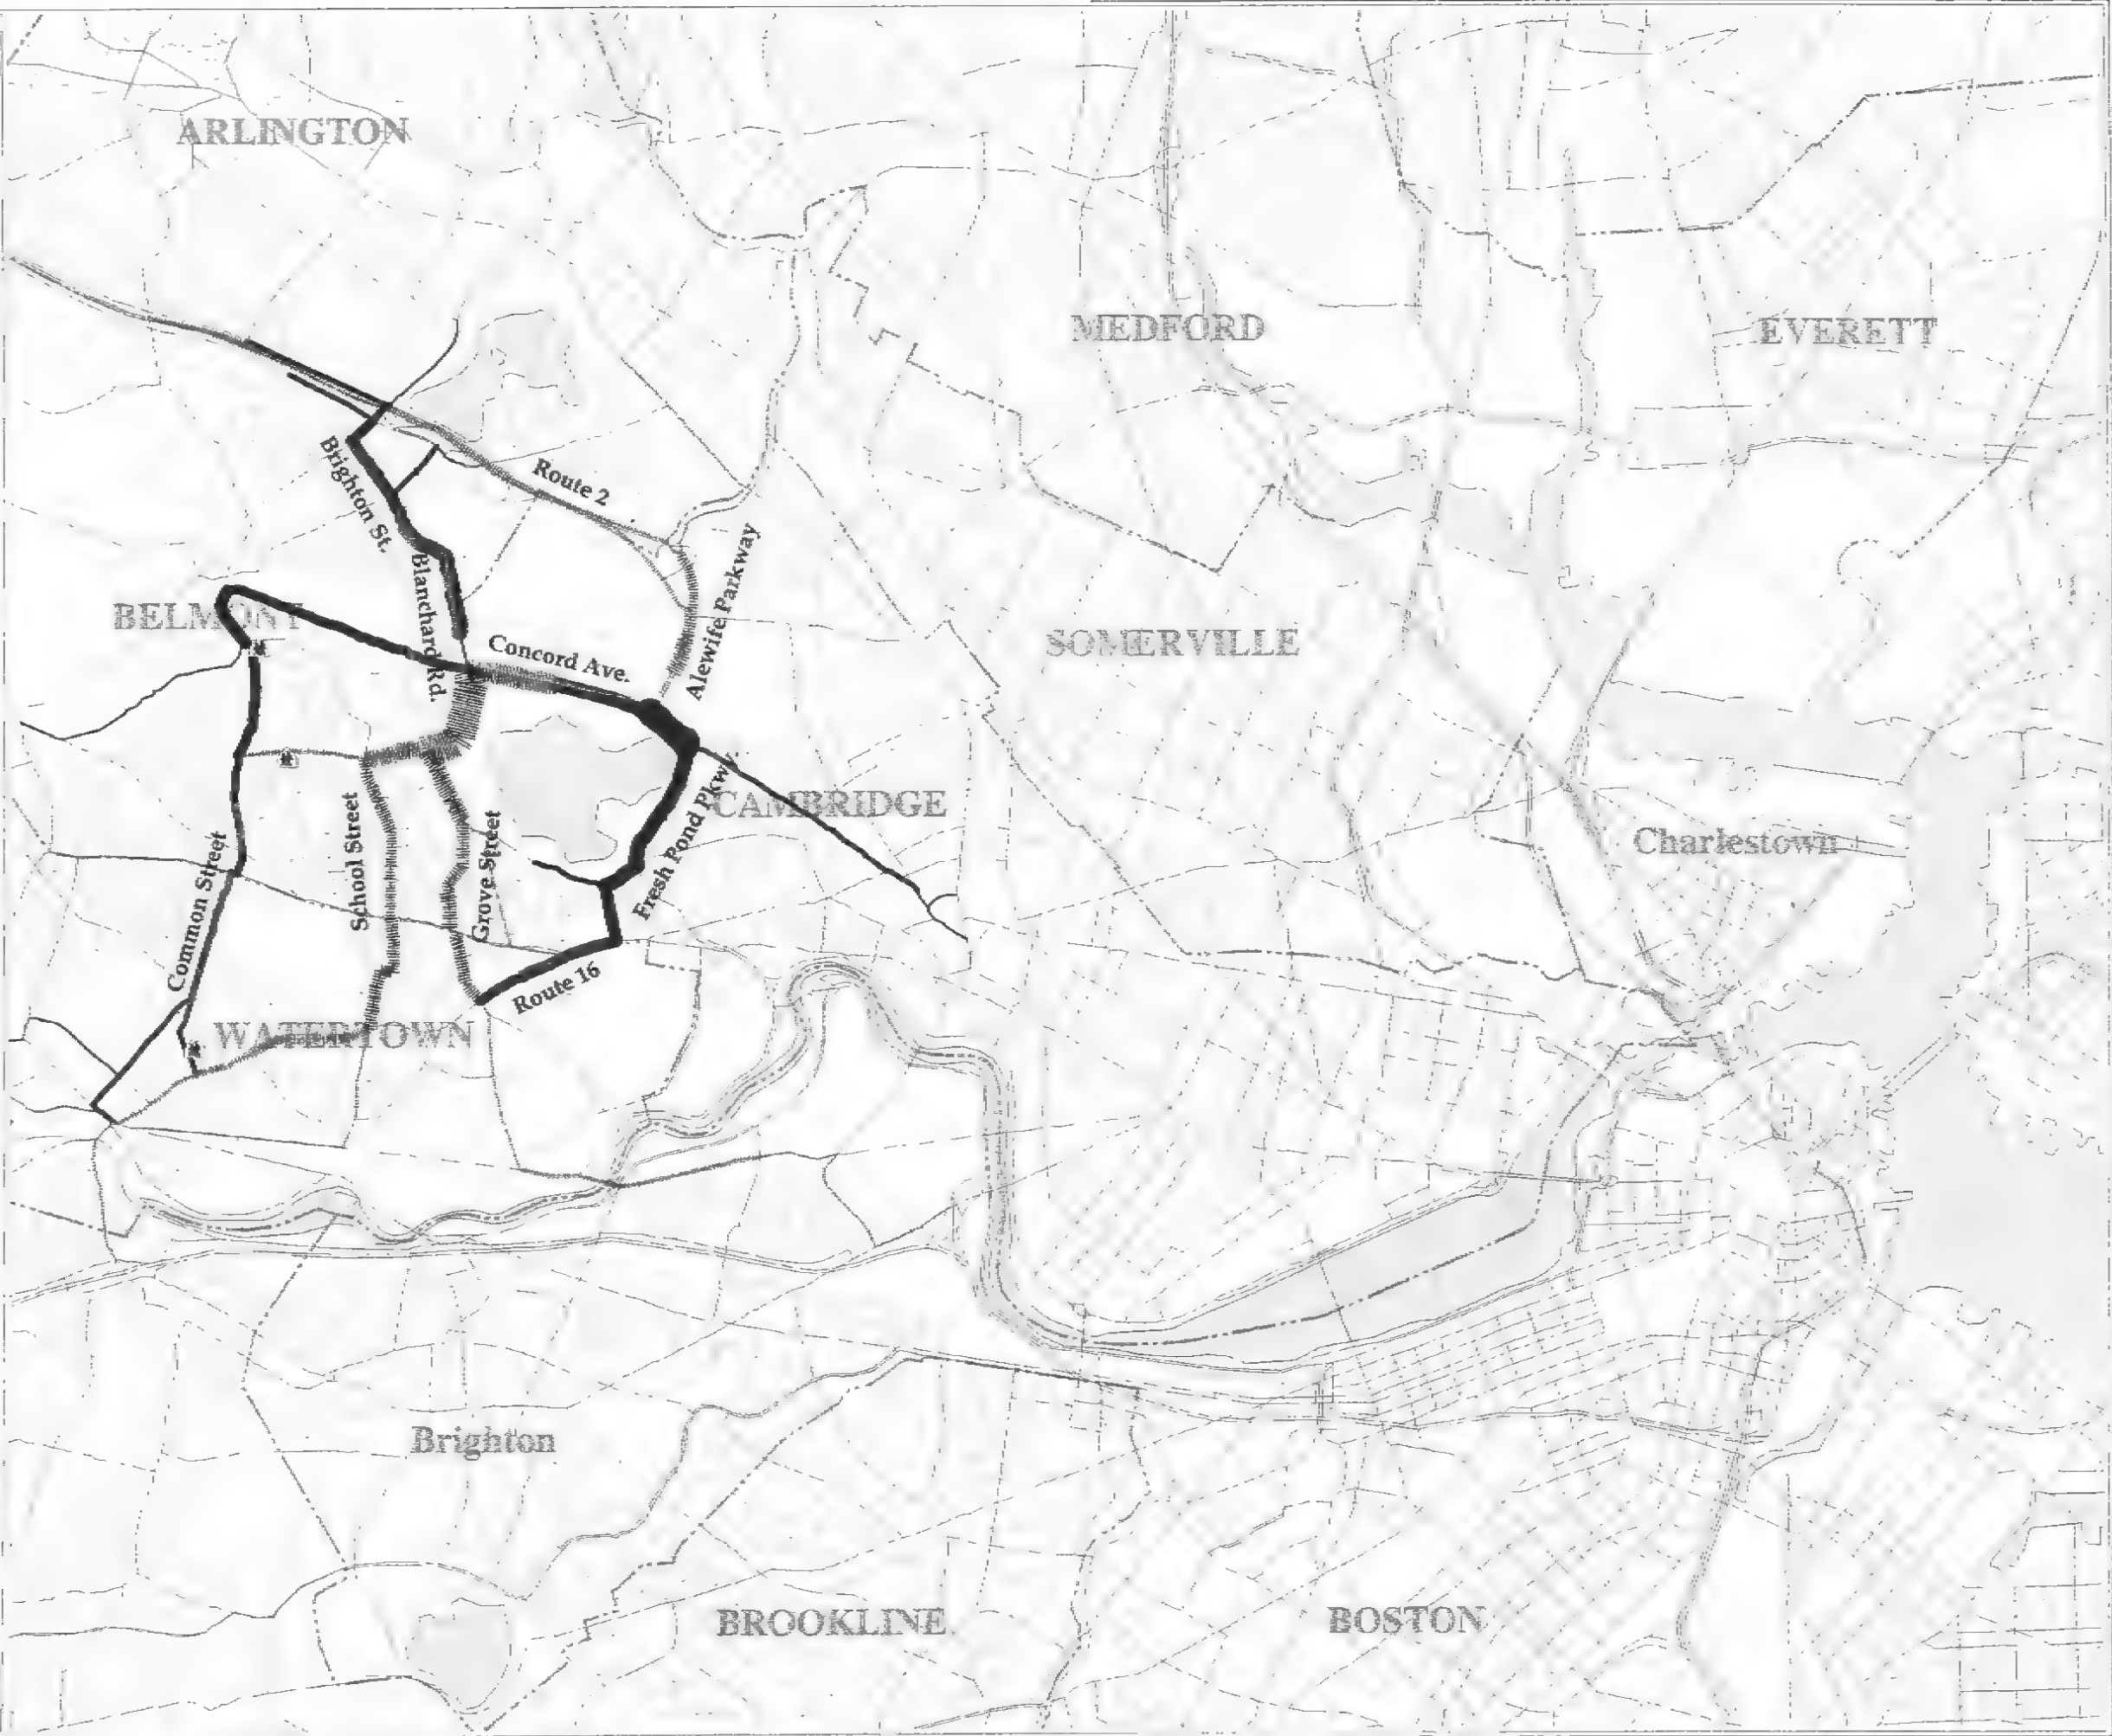 ARLINGTON
MEDFORD
EVERETT
Route 2
Brighton St.
Alewife Parkway
Blanchard Rd.
BELMONT
Concord Ave.
SOMERVILLE
CAMBRIDGE
Fresh Pond Pkwy.
Charlestown
School Street
Grove Street
Common Street
Route 16
WATERTOWN
Brighton
BROOKLINE
BOSTON